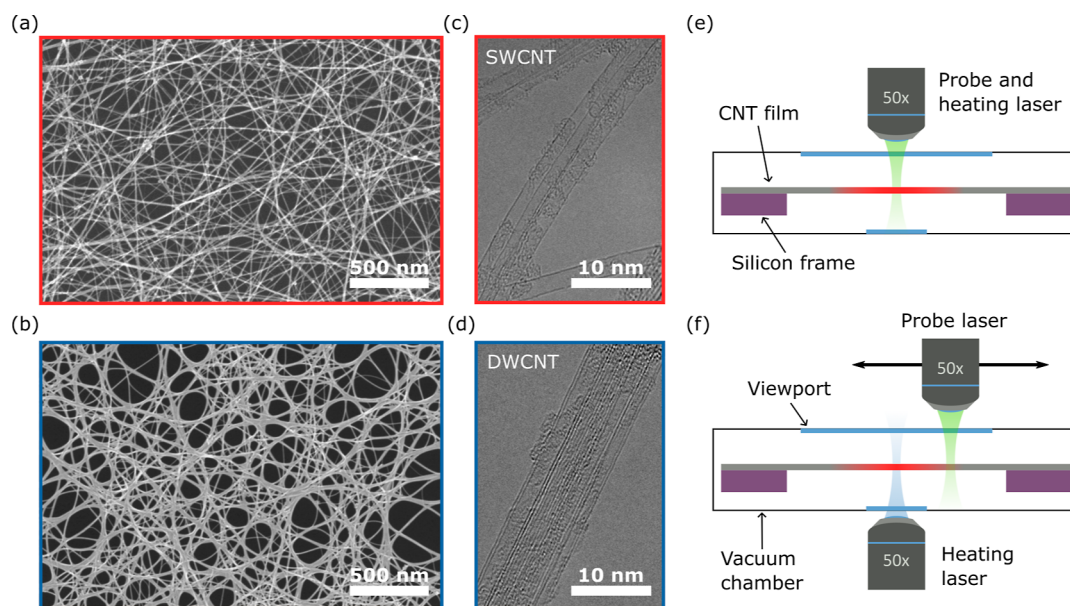 (a)
500 nm
(b)
500 nm
(c)
SWCNT
10 nm
(d)
DWCNT
10 nm
(e)
50x
Probe and
heating laser
CNT film
Silicon frame
(f)
Probe laser
50x
Viewport
50x
Vacuum
chamber
Heating
laser